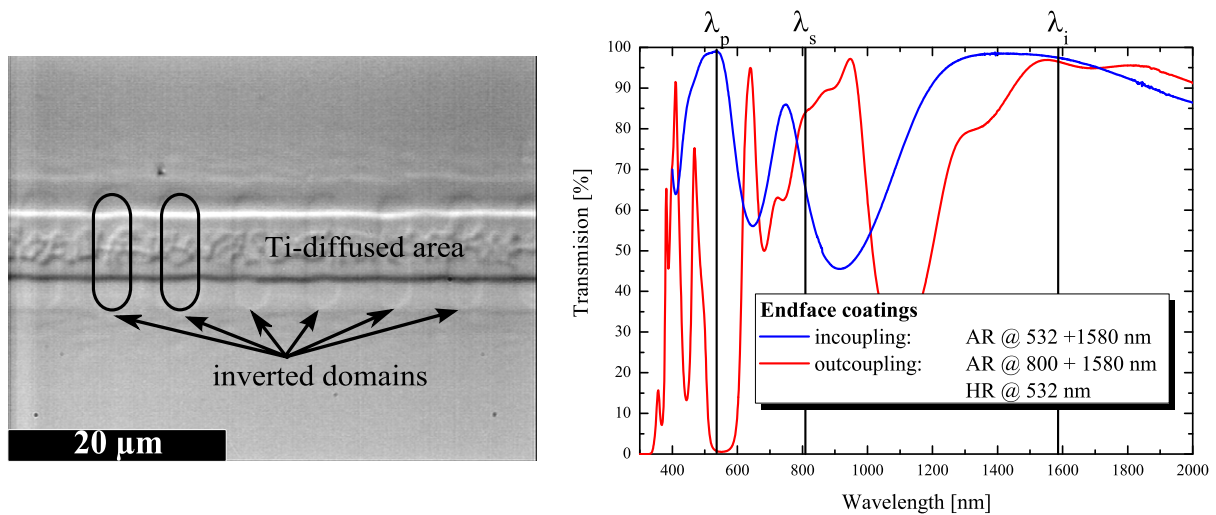 Ti-diffused area
inverted domains
20 µm
λp λs λi
Transmision [%]
100
90
80
70
60
50
40
30
20
10
0
Endface coatings
incoupling: AR @ 532 +1580 nm
outcoupling: AR @ 800 + 1580 nm
HR @ 532 nm
400 600 800 1000 1200 1400 1600 1800 2000
Wavelength [nm]